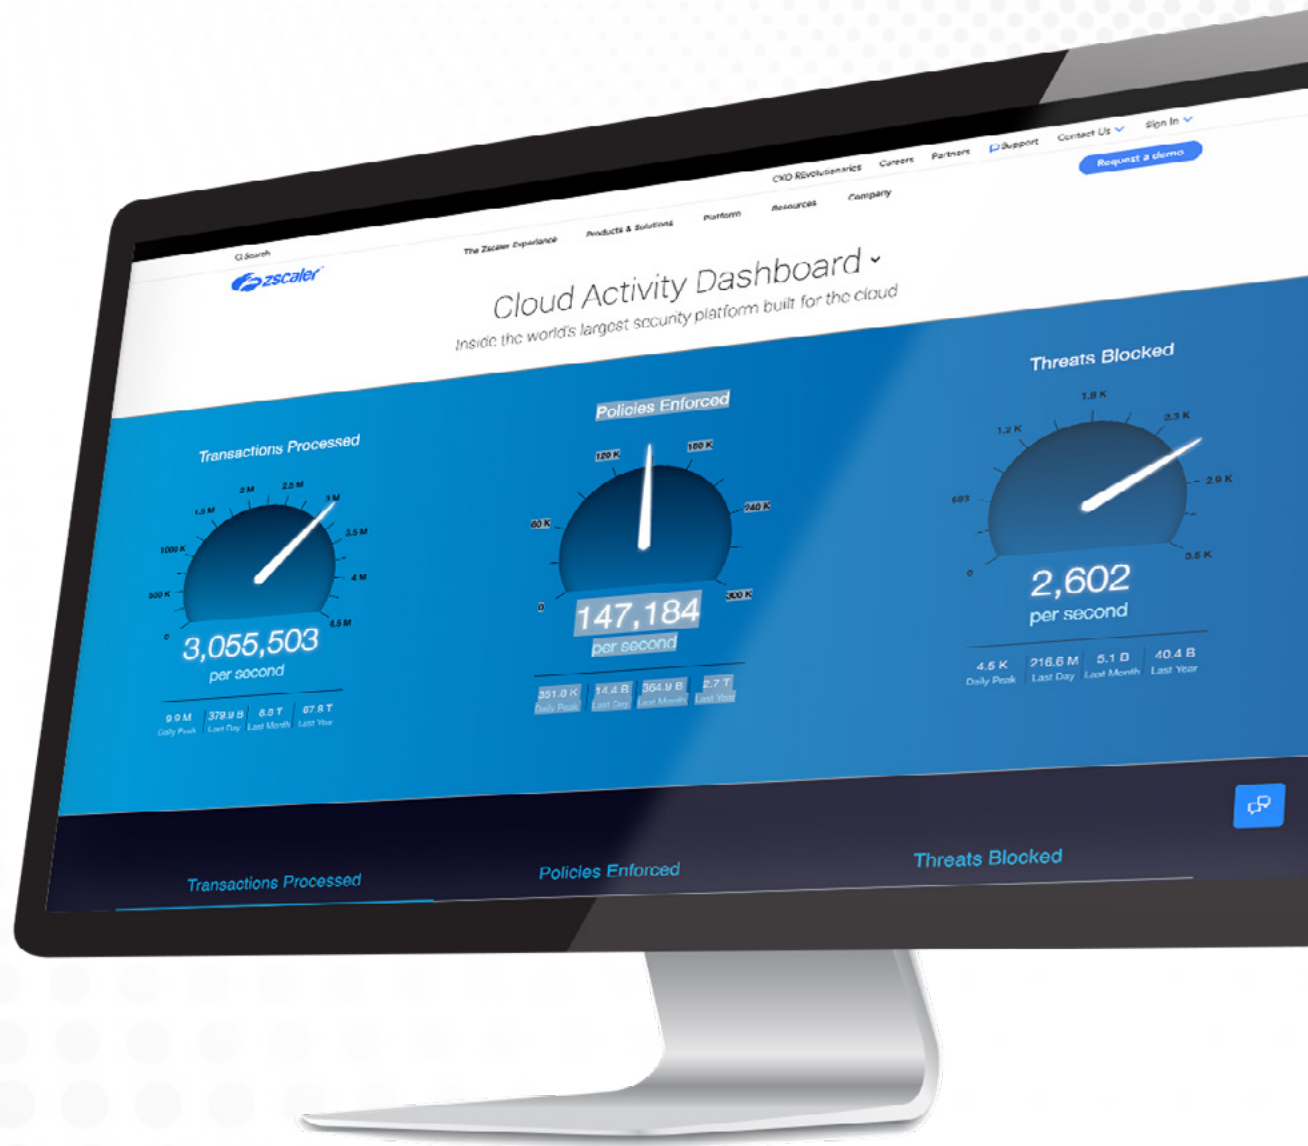 CXO REvolutionaries Careers Partners Support Contact Us Sign In
Search
Request a demo
zscaler
The Zscaler Experience Products & Solutions Platform Resources Company
Cloud Activity Dashboard
Inside the world's largest security platform built for the cloud
Transactions Processed
0
500 K
1000 K
1.5 M
2 M
2.5 M
3 M
3.5 M
4 M
4.5 M
3,055,503
per second
9.9 M 379.9 B 8.8 T 67.8 T
Daily Peak Last Day Last Month Last Year
Policies Enforced
0
60 K
120 K
180 K
240 K
300 K
147,184
per second
351.8 K 14.4 B 364.9 B 2.7 T
Daily Peak Last Day Last Month Last Year
Threats Blocked
0
583
1.2 K
1.8 K
2.3 K
2.9 K
3.5 K
2,602
per second
4.5 K 216.6 M 5.1 B 40.4 B
Daily Peak Last Day Last Month Last Year
Transactions Processed Policies Enforced Threats Blocked